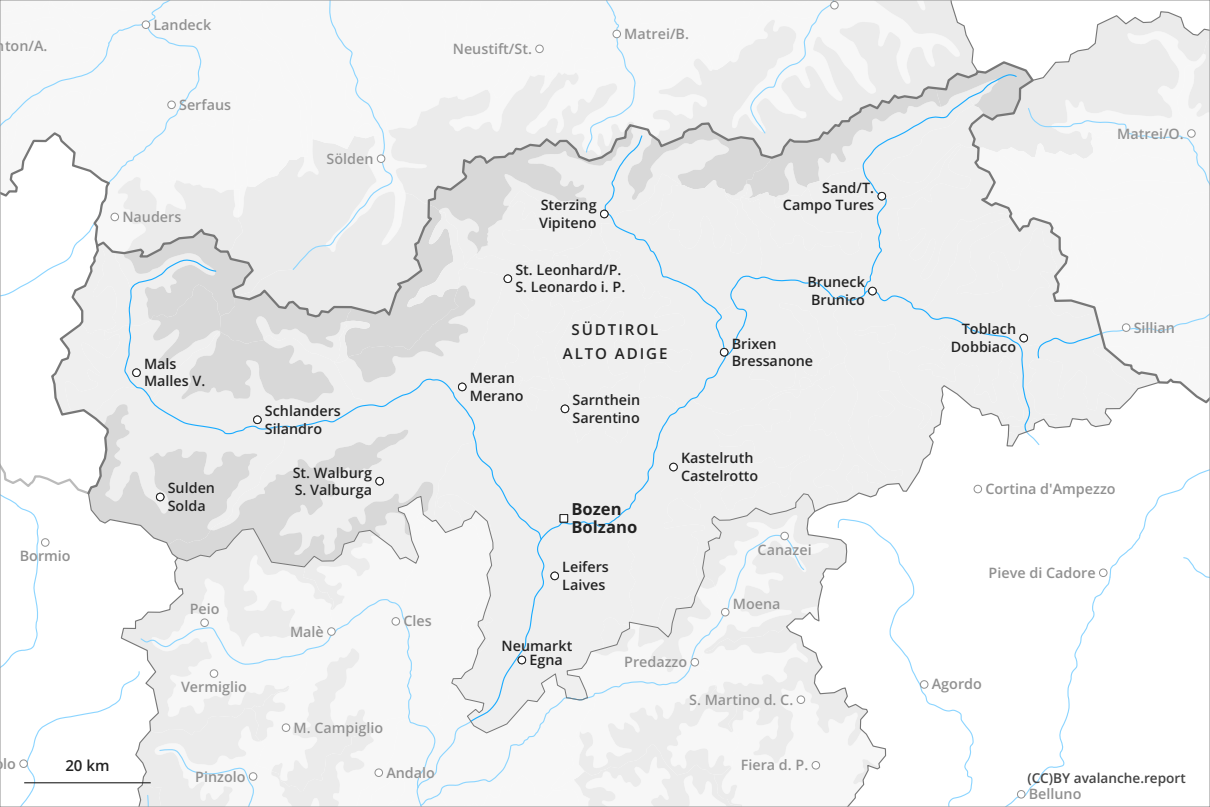 Landeck
nton/A.
Neustift/St.
Matrei/B.
Serfaus
Matrei/O.
Sölden
Nauders
Sand/T.
Campo Tures
Sterzing
Vipiteno
St. Leonhard/P.
S. Leonardo i. P.
Bruneck
Brunico
SÜDTIROL
ALTO ADIGE
Toblach
Dobbiaco
Sillian
Brixen
Bressanone
Mals
Malles V.
Meran
Merano
Schlanders
Silandro
Sarnthein
Sarentino
Kastelruth
Castelrotto
St. Walburg
S. Valburga
Sulden
Solda
Cortina d'Ampezzo
Bozen
Bolzano
Bormio
Canazei
Leifers
Laives
Pieve di Cadore
Peio
Malè
Cles
Moena
Neumarkt
Egna
Predazzo
Vermiglio
Agordo
S. Martino d. C.
M. Campiglio
olo
20 km
Pinzolo
Andalo
Fiera d. P.
(CC)BY avalanche.report
Belluno